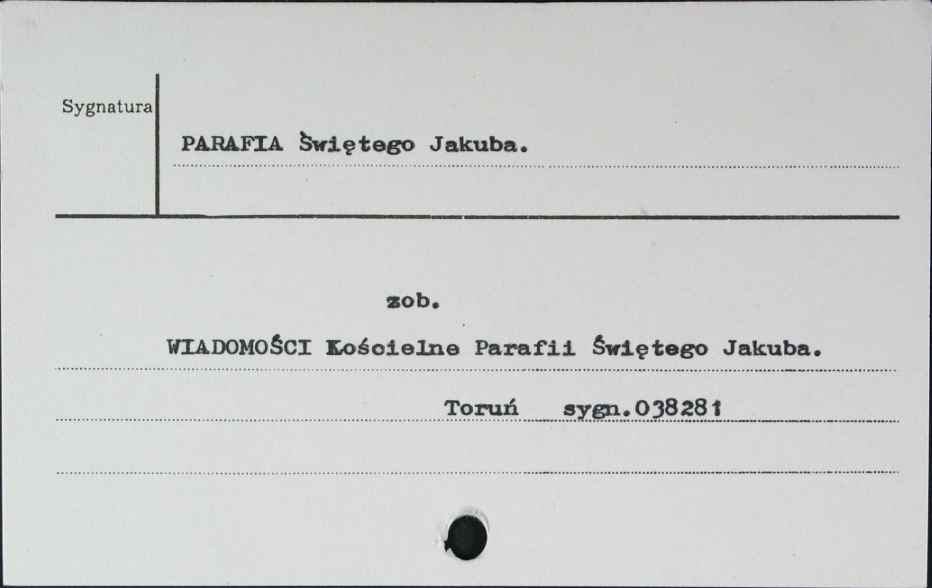 Sygnatura
PARAFIA Świętego Jakuba.
zob.
WIADOMOŚCI Kościelne Parafii Świętego Jakuba.
Toruń sygn.038281